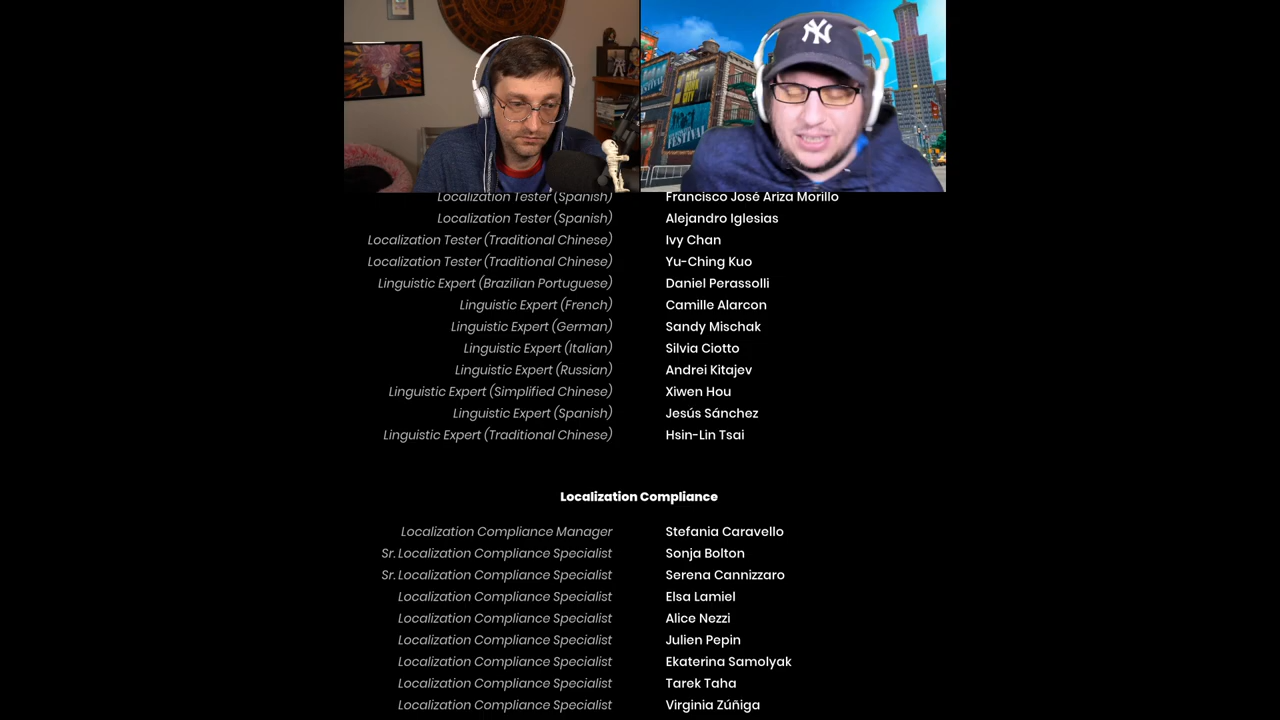 NY
FESTIVAL
Localization Tester (Spanish) Francisco José Ariza Morillo
Localization Tester (Spanish) Alejandro Iglesias
Localization Tester (Traditional Chinese) Ivy Chan
Localization Tester (Traditional Chinese) Yu-Ching Kuo
Linguistic Expert (Brazilian Portuguese) Daniel Perassolli
Linguistic Expert (French) Camille Alarcon
Linguistic Expert (German) Sandy Mischak
Linguistic Expert (Italian) Silvia Ciotto
Linguistic Expert (Russian) Andrei Kitajev
Linguistic Expert (Simplified Chinese) Xiwen Hou
Linguistic Expert (Spanish) Jesús Sánchez
Linguistic Expert (Traditional Chinese) Hsin-Lin Tsai
Localization Compliance
Localization Compliance Manager Stefania Caravello
Sr. Localization Compliance Specialist Sonja Bolton
Sr. Localization Compliance Specialist Serena Cannizzaro
Localization Compliance Specialist Elsa Lamiel
Localization Compliance Specialist Alice Nezzi
Localization Compliance Specialist Julien Pepin
Localization Compliance Specialist Ekaterina Samolyak
Localization Compliance Specialist Tarek Taha
Localization Compliance Specialist Virginia Zúñiga